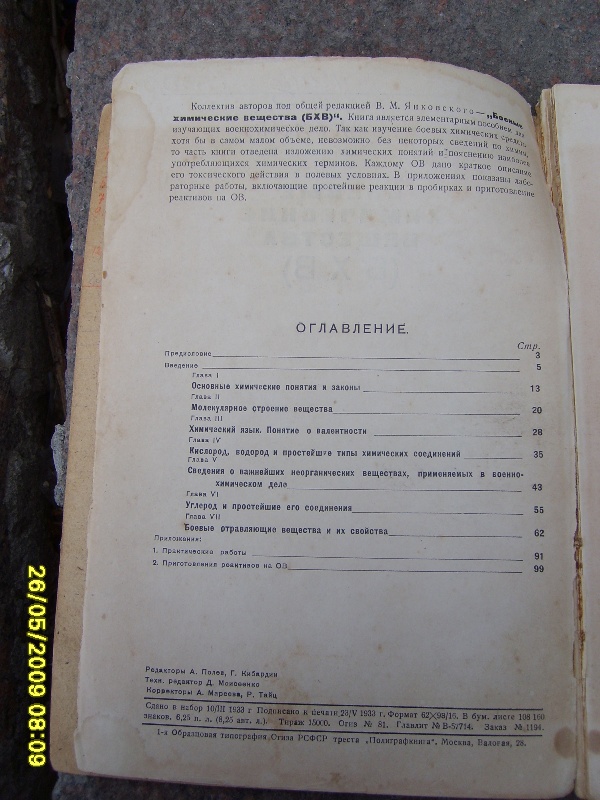 Коллектив авторов под общей редакцией В. М. Янковского—„Боевые
химические вещества (БХВ)“. Книга является элементарным пособием для
изучающих военнохимическое дело. Так как изучение боевых химических средств,
хотя бы в самом малом объеме, невозможно без некоторых сведений по химии,
то часть книги отведена изложению химических понятий и пояснению наиболее
употребляющихся химических терминов. Каждому ОВ дано краткое описание
его токсического действия в полевых условиях. В приложениях показаны лабо-
раторные работы, включающие простейшие реакции в пробирках и приготовление
реактивов на ОВ.
ОГЛАВЛЕНИЕ.
Стр.
Предисловие 3
Введение 5
Глава I
Основные химические понятия и законы 13
Глава II
Молекулярное строение вещества 20
Глава III
Химический язык. Понятие о валентности 28
Глава IV
Кислород, водород и простейшие типы химических соединений 35
Глава V
Сведения о важнейших неорганических веществах, применяемых в военно-
химическом деле 43
Глава VI
Углерод и простейшие его соединения 55
Глава VII
Боевые отравляющие вещества и их свойства 62
Приложения:
1. Практические работы 91
2. Приготовления реактивов на ОВ 99
Редакторы А. Полев, Г. Кибардин
Техн. редактор Д. Моисеенко
Корректоры А. Марсева, Р. Тайц
Сдано в набор 10/III 1933 г Подписано к печати 23/V 1933 г. Формат 62×98/16. В бум. листе 108 160
знаков. 6,25 п. л. (8,25 авт. л.). Тираж 15000. Огиз № 81. Главлит № В-57714. Заказ № 1194.
1-я Образцовая типография Огиза РСФСР треста „Полиграфкнига“. Москва, Валовая, 28.
26/05/2009 08:09